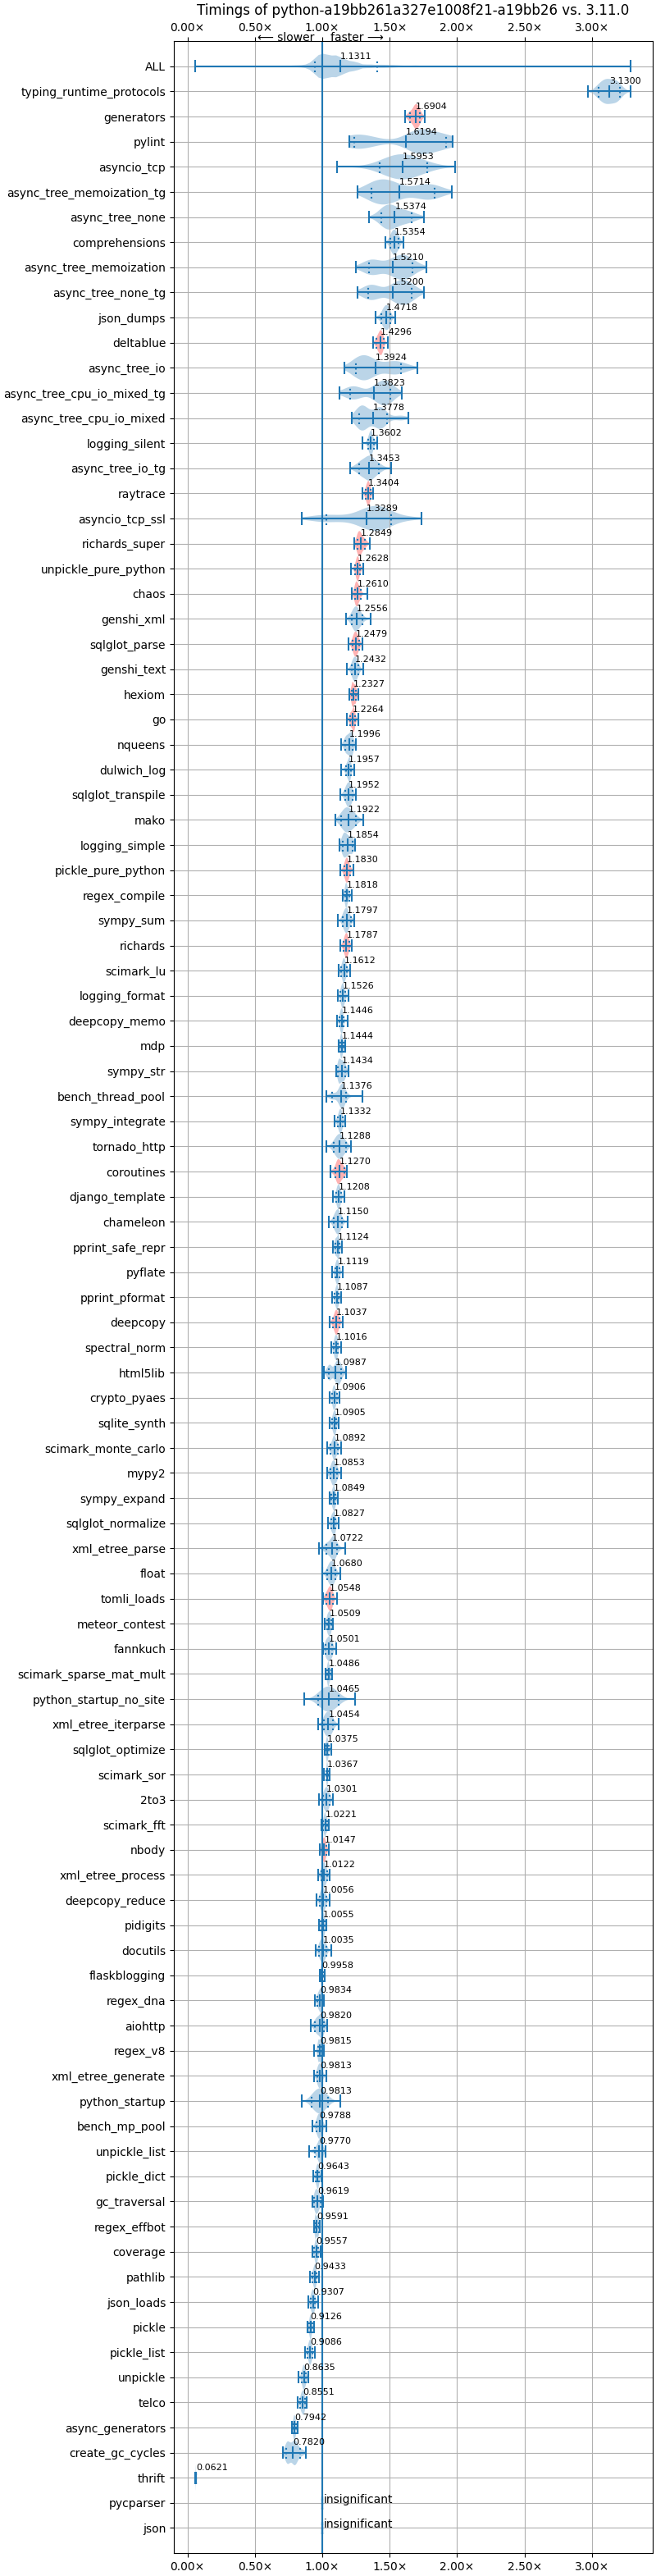 Timings of python-a19bb261a327e1008f21-a19bb26 vs. 3.11.0
0.00× 0.50× 1.00× 1.50× 2.00× 2.50× 3.00×
⟵ slower faster ⟶
ALL 1.1311
typing_runtime_protocols 3.1300
generators 1.6904
pylint 1.6194
asyncio_tcp 1.5953
async_tree_memoization_tg 1.5714
async_tree_none 1.5374
comprehensions 1.5354
async_tree_memoization 1.5210
async_tree_none_tg 1.5200
json_dumps 1.4718
deltablue 1.4296
async_tree_io 1.3924
async_tree_cpu_io_mixed_tg 1.3823
async_tree_cpu_io_mixed 1.3778
logging_silent 1.3602
async_tree_io_tg 1.3453
raytrace 1.3404
asyncio_tcp_ssl 1.3289
richards_super 1.2849
unpickle_pure_python 1.2628
chaos 1.2610
genshi_xml 1.2556
sqlglot_parse 1.2479
genshi_text 1.2432
hexiom 1.2327
go 1.2264
nqueens 1.1996
dulwich_log 1.1957
sqlglot_transpile 1.1952
mako 1.1922
logging_simple 1.1854
pickle_pure_python 1.1830
regex_compile 1.1818
sympy_sum 1.1797
richards 1.1787
scimark_lu 1.1612
logging_format 1.1526
deepcopy_memo 1.1446
mdp 1.1444
sympy_str 1.1434
bench_thread_pool 1.1376
sympy_integrate 1.1332
tornado_http 1.1288
coroutines 1.1270
django_template 1.1208
chameleon 1.1150
pprint_safe_repr 1.1124
pyflate 1.1119
pprint_pformat 1.1087
deepcopy 1.1037
spectral_norm 1.1016
html5lib 1.0987
crypto_pyaes 1.0906
sqlite_synth 1.0905
scimark_monte_carlo 1.0892
mypy2 1.0853
sympy_expand 1.0849
sqlglot_normalize 1.0827
xml_etree_parse 1.0722
float 1.0680
tomli_loads 1.0548
meteor_contest 1.0509
fannkuch 1.0501
scimark_sparse_mat_mult 1.0486
python_startup_no_site 1.0465
xml_etree_iterparse 1.0454
sqlglot_optimize 1.0375
scimark_sor 1.0367
2to3 1.0301
scimark_fft 1.0221
nbody 1.0147
xml_etree_process 1.0122
deepcopy_reduce 1.0056
pidigits 1.0055
docutils 1.0035
flaskblogging 0.9958
regex_dna 0.9834
aiohttp 0.9820
regex_v8 0.9815
xml_etree_generate 0.9813
python_startup 0.9813
bench_mp_pool 0.9788
unpickle_list 0.9770
pickle_dict 0.9643
gc_traversal 0.9619
regex_effbot 0.9591
coverage 0.9557
pathlib 0.9433
json_loads 0.9307
pickle 0.9126
pickle_list 0.9086
unpickle 0.8635
telco 0.8551
async_generators 0.7942
create_gc_cycles 0.7820
thrift 0.0621
pycparser insignificant
json insignificant
0.00× 0.50× 1.00× 1.50× 2.00× 2.50× 3.00×